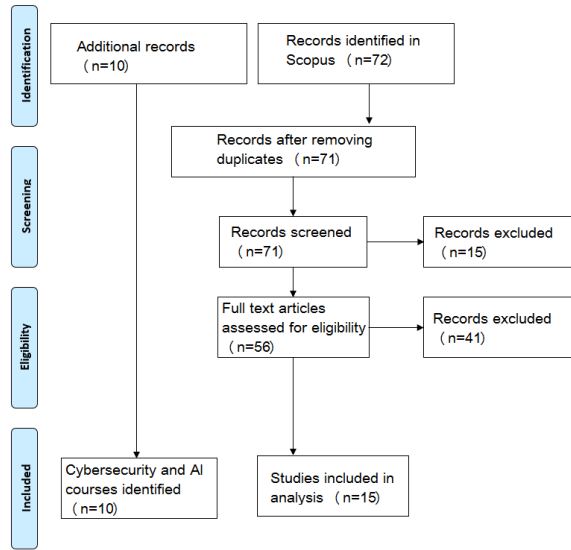 Identification
Additional records
(n=10)
Records identified in
Scopus (n=72)
Records after removing
duplicates (n=71)
Screening
Records screened
(n=71)
Records excluded
(n=15)
Eligibility
Full text articles
assessed for eligibility
(n=56)
Records excluded
(n=41)
Included
Cybersecurity and AI
courses identified
(n=10)
Studies included in
analysis (n=15)